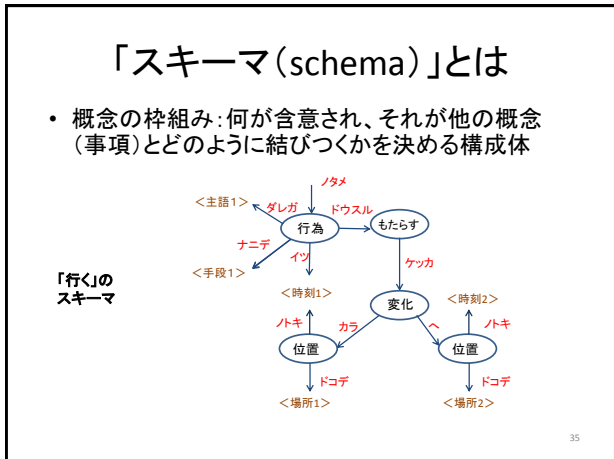 「スキーマ(schema)」とは
• 概念の枠組み：何が含意され、それが他の概念
（事項）とどのように結びつくかを決める構成体
ノタメ
＜主語1＞
ダレガ
ドウスル
行為
もたらす
ナニデ
イツ
＜手段1＞
ケッカ
「行く」の
スキーマ
＜時刻1＞
変化
＜時刻2＞
ノトキ
カラ
へ
ノトキ
位置
位置
ドコデ
ドコデ
＜場所1＞
＜場所2＞
35